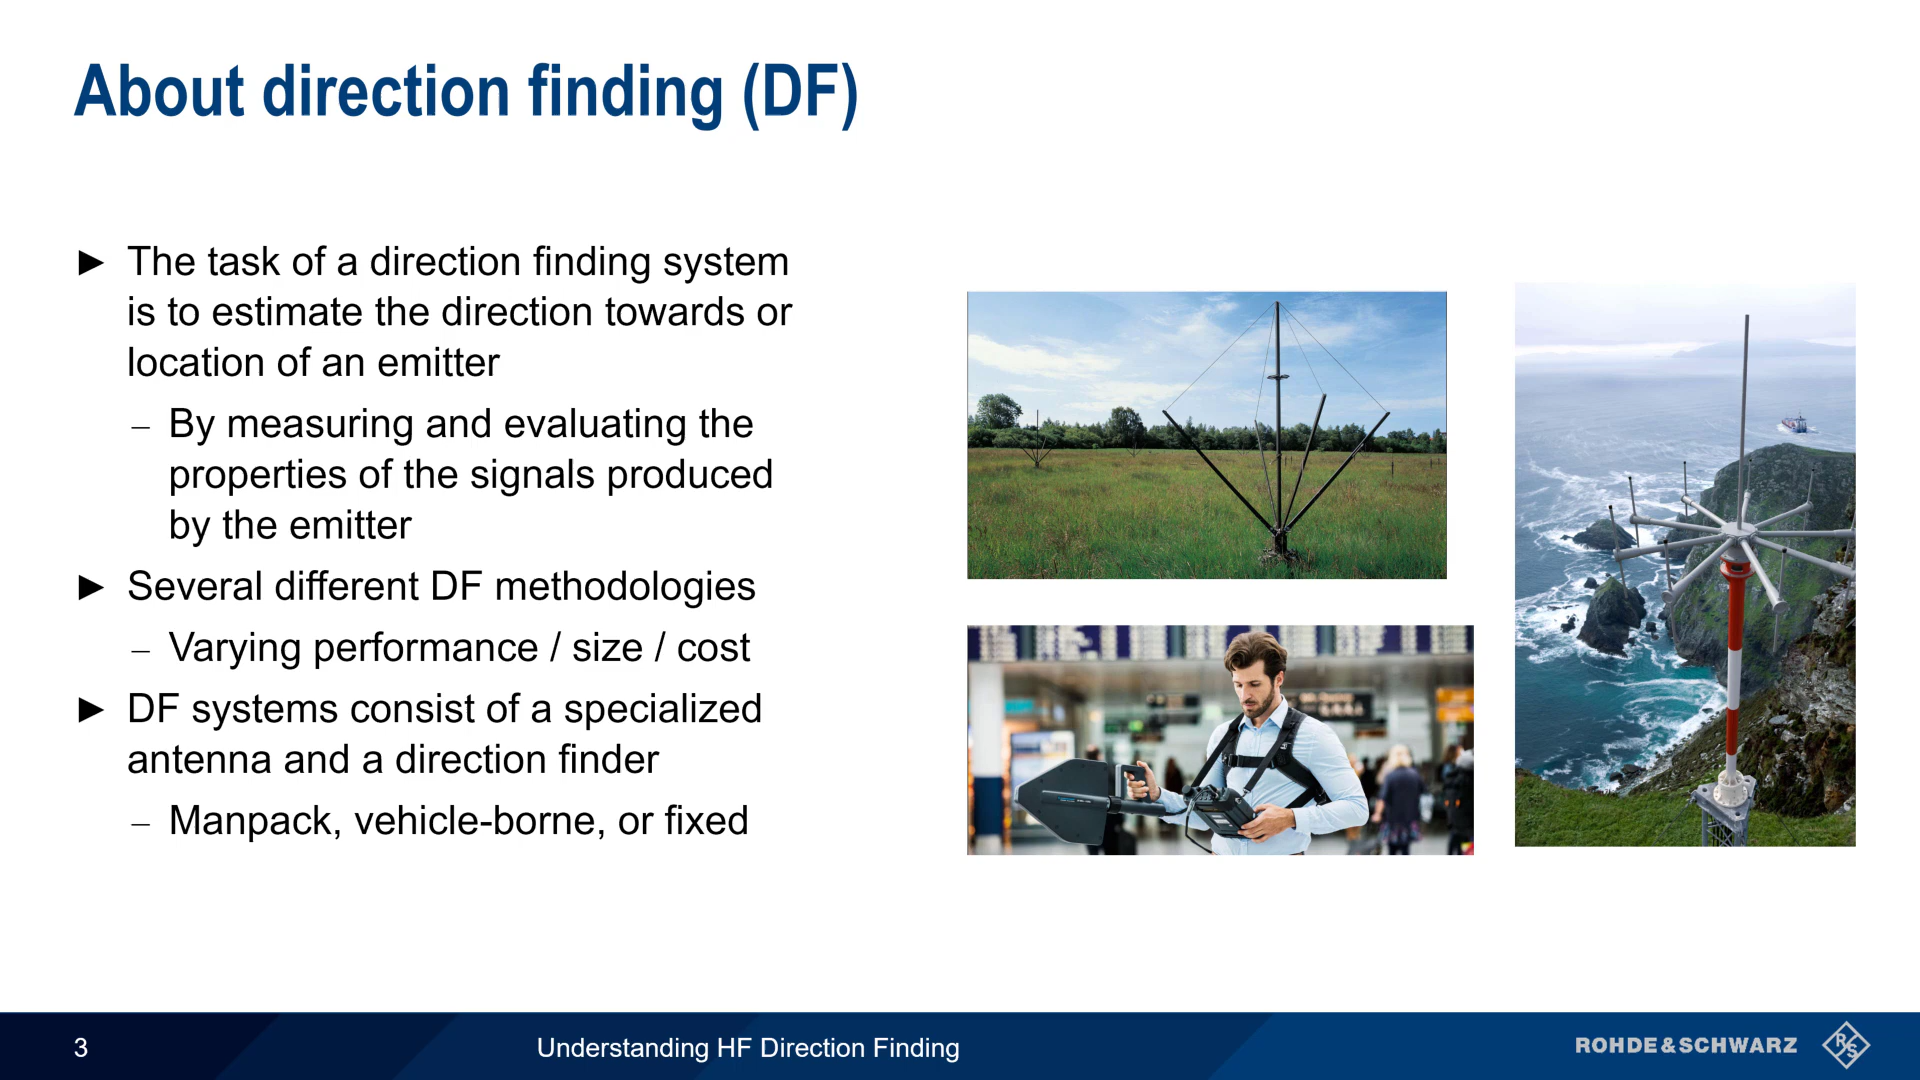 About direction finding (DF)
► The task of a direction finding system
is to estimate the direction towards or
location of an emitter
– By measuring and evaluating the
properties of the signals produced
by the emitter
► Several different DF methodologies
– Varying performance / size / cost
► DF systems consist of a specialized
antenna and a direction finder
– Manpack, vehicle-borne, or fixed
3
Understanding HF Direction Finding
ROHDE&SCHWARZ
R&S